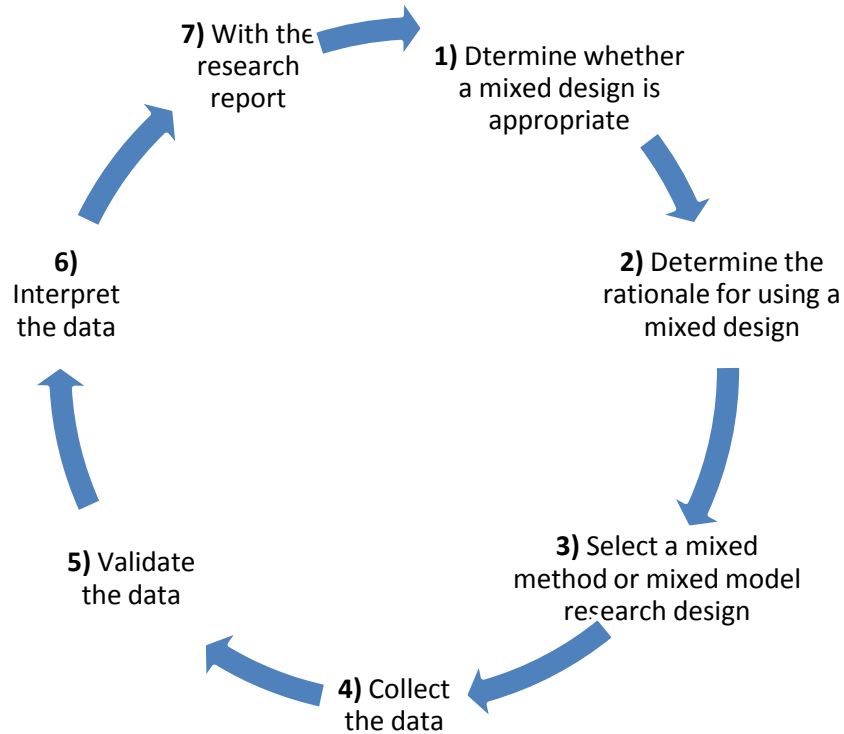 1) Dtermine whether
a mixed design is
appropriate
2) Determine the
rationale for using a
mixed design
3) Select a mixed
method or mixed model
research design
4) Collect
the data
5) Validate
the data
6)
Interpret
the data
7) With the
research
report